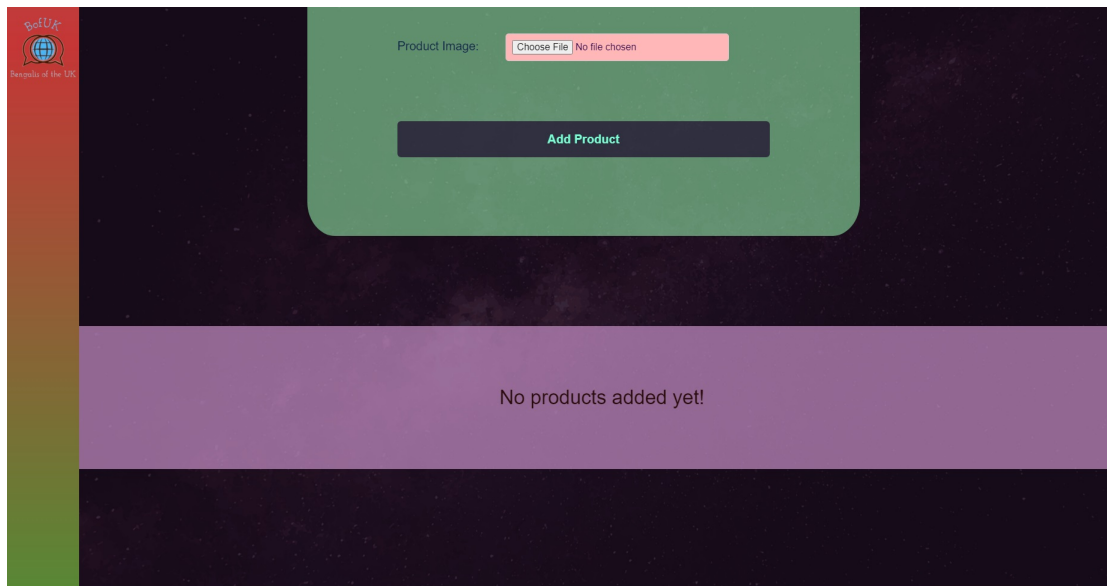 BofUK
Bengalis of the UK
Product Image:
Choose File No file chosen
Add Product
No products added yet!